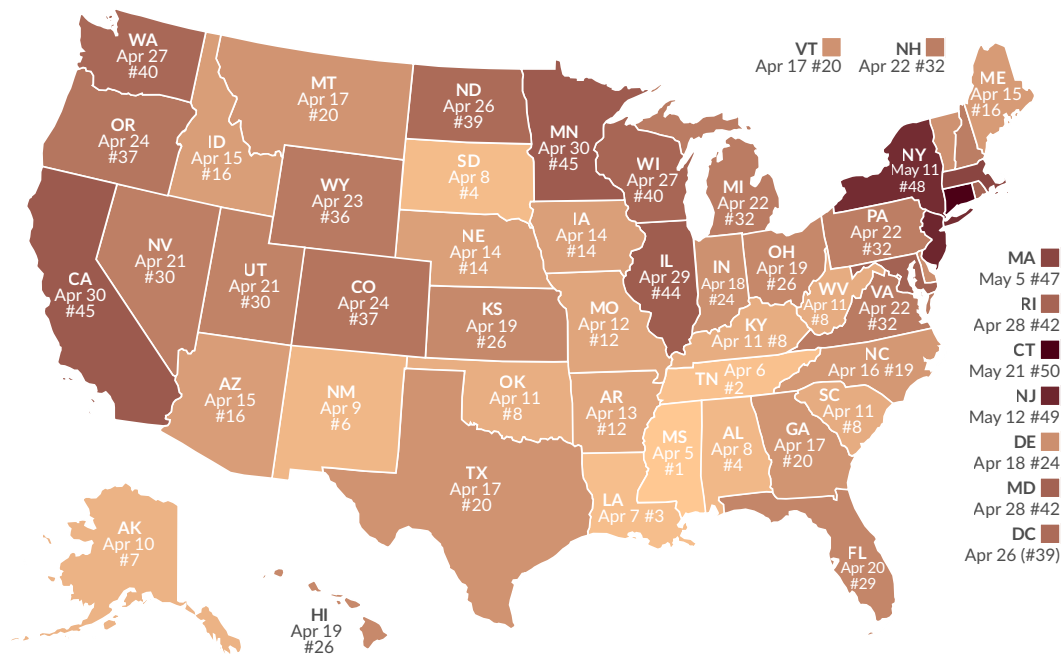 WA
Apr 27
#40
OR
Apr 24
#37
CA
Apr 30
#45
NV
Apr 21
#30
ID
Apr 15
#16
MT
Apr 17
#20
WY
Apr 23
#36
UT
Apr 21
#30
CO
Apr 24
#37
AZ
Apr 15
#16
NM
Apr 9
#6
ND
Apr 26
#39
SD
Apr 8
#4
NE
Apr 14
#14
KS
Apr 19
#26
OK
Apr 11
#8
TX
Apr 17
#20
MN
Apr 30
#45
IA
Apr 14
#14
MO
Apr 12
#12
AR
Apr 13
#12
LA
Apr 7 #3
WI
Apr 27
#40
IL
Apr 29
#44
MI
Apr 22
#32
IN
Apr 18
#24
OH
Apr 19
#26
KY
Apr 11 #8
TN Apr 6
#2
MS
Apr 5
#1
AL
Apr 8
#4
GA
Apr 17
#20
FL
Apr 20
#29
SC
Apr 11
#8
NC
Apr 16 #19
VA
Apr 22
#32
WV
Apr 11
#8
PA
Apr 22
#32
NY
May 11
#48
ME
Apr 15
#16
VT
Apr 17 #20
NH
Apr 22 #32
MA
May 5 #47
RI
Apr 28 #42
CT
May 21 #50
NJ
May 12 #49
DE
Apr 18 #24
MD
Apr 28 #42
DC
Apr 26 (#39)
AK
Apr 10
#7
HI
Apr 19
#26